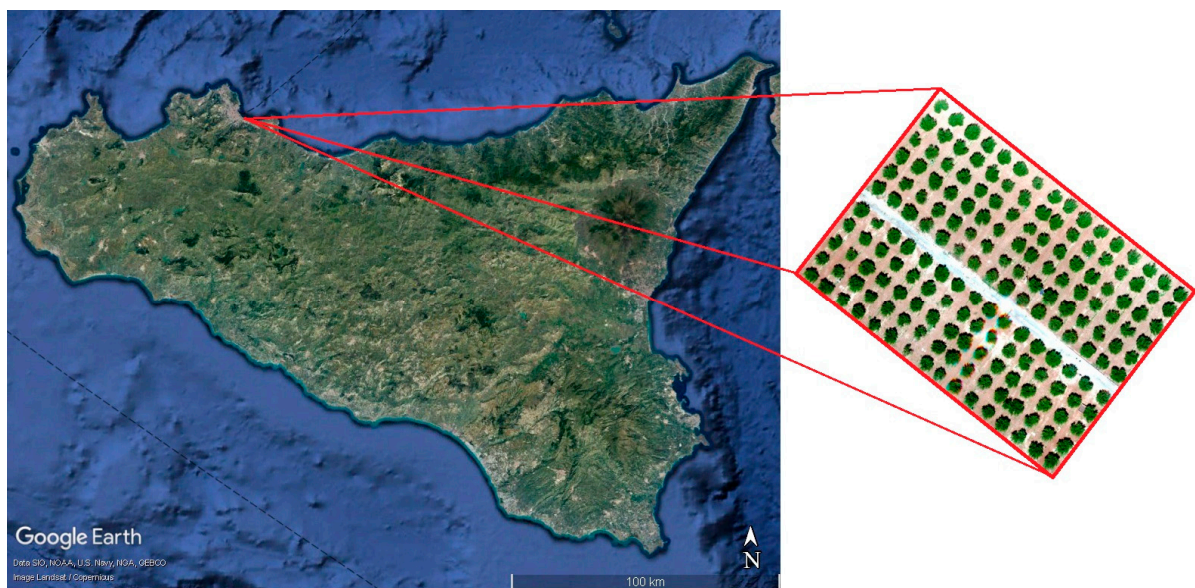 Google Earth
Data SIO, NOAA, U.S. Navy, NGA, GEBCO
Image Landsat / Copernicus
N
100 km